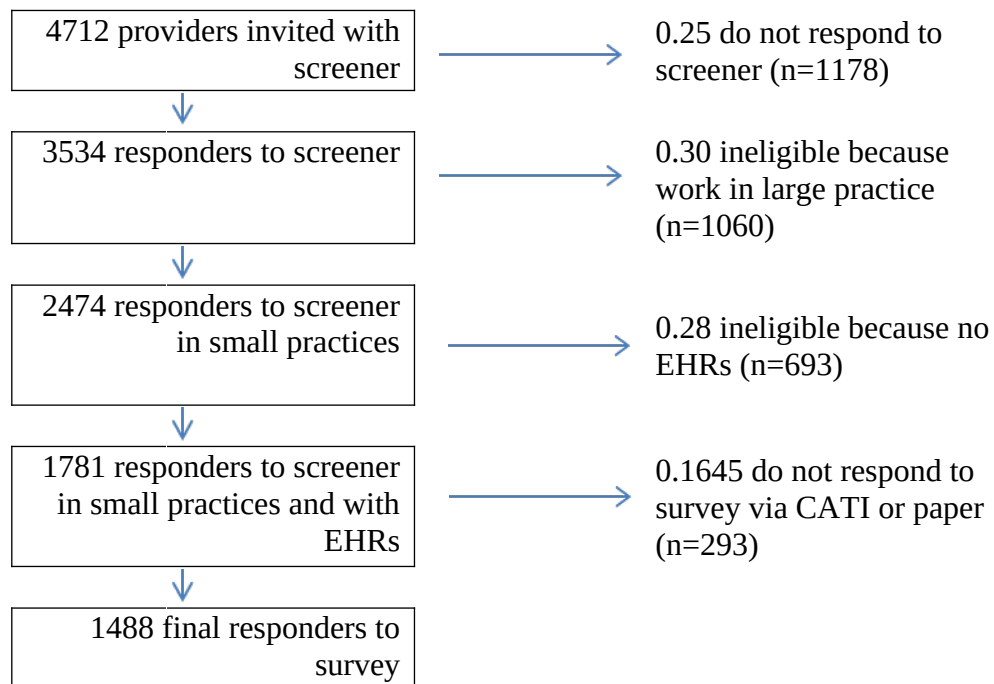 4712 providers invited with
screener
0.25 do not respond to
screener (n=1178)
3534 responders to screener
0.30 ineligible because
work in large practice
(n=1060)
2474 responders to screener
in small practices
0.28 ineligible because no
EHRs (n=693)
1781 responders to screener
in small practices and with
EHRs
0.1645 do not respond to
survey via CATI or paper
(n=293)
1488 final responders to
survey